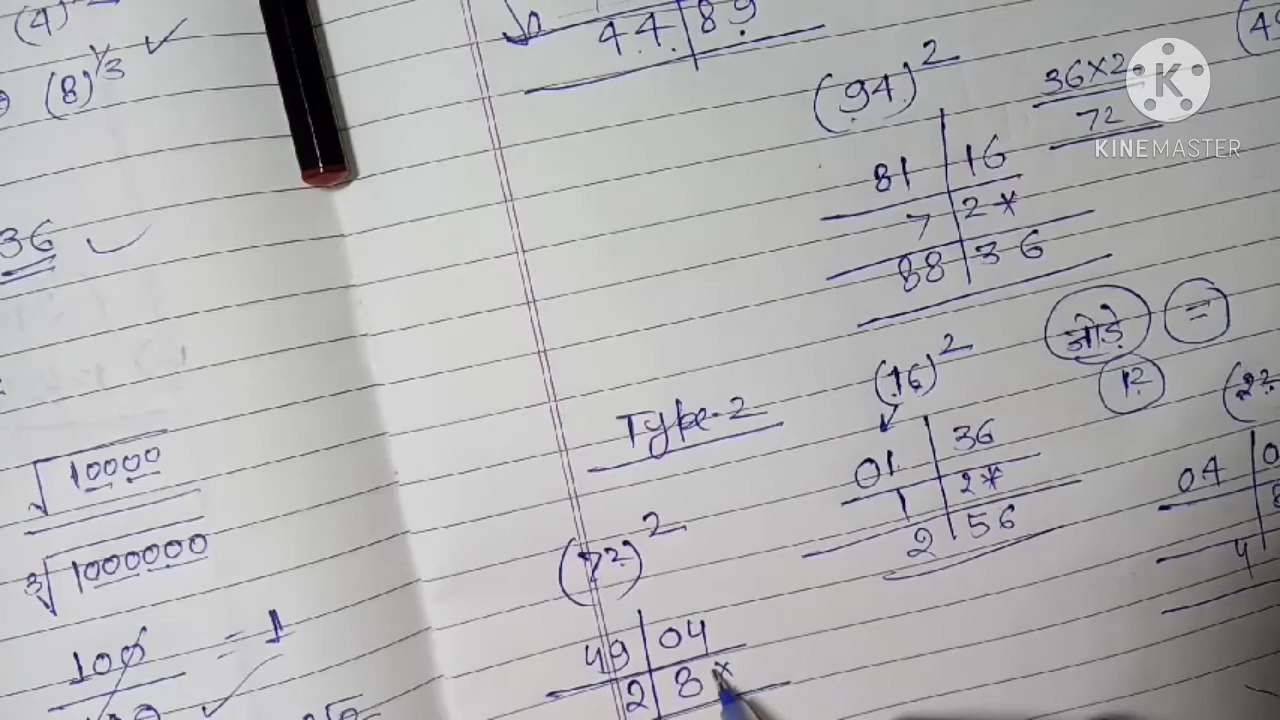 (8)^1/3 ✓
36
√10000
∛1000000
100 = 1
44 | 89
(94)²
36×2
72
81 | 16
7 | 2*
88 | 36
जोड़े =
12
Type-2
(16)²
01 | 36
1 | 2*
2 | 56
(72)²
49 | 04
2 | 8*
04
4
KINEMASTER